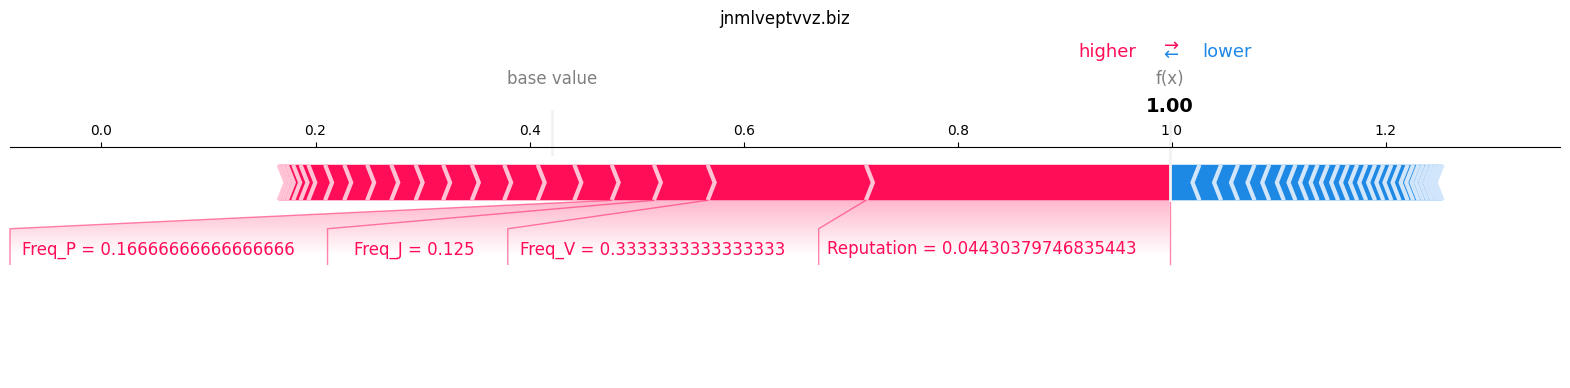 jnmlveptvvz.biz
higher ⇄ lower
base value f(x)
1.00
0.0 0.2 0.4 0.6 0.8 1.0 1.2
Freq_P = 0.16666666666666666 Freq_J = 0.125 Freq_V = 0.3333333333333333 Reputation = 0.04430379746835443